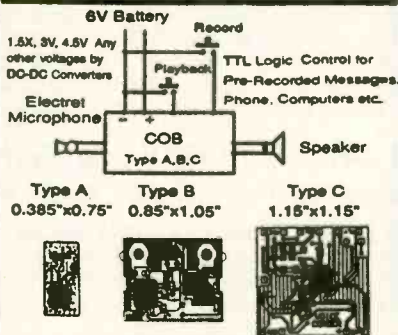 6V Battery
Record
1.5X, 3V, 4.5V Any
other voltages by
DC-DC Converters
Playback
TTL Logic Control for
Pre-Recorded Messages,
Phone, Computers etc.
Electret
Microphone
- +
COB
Type A,B,C
Speaker
Type A Type B Type C
0.385"x0.75" 0.85"x1.05" 1.15"x1.15"